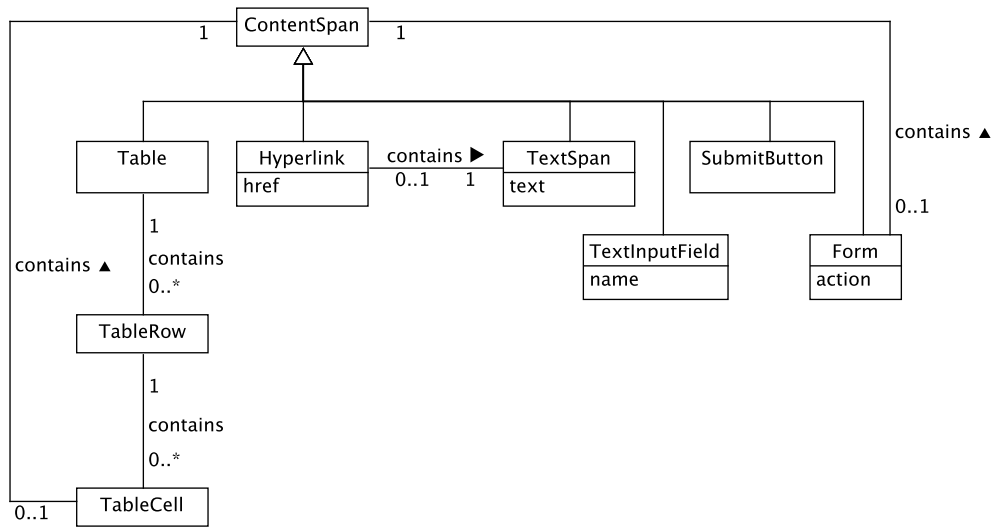 ContentSpan
1
1
contains ▲
Table
Hyperlink
href
contains ▶
0..1
1
TextSpan
text
SubmitButton
0..1
1
contains
0..*
contains ▲
TextInputField
name
Form
action
TableRow
1
contains
0..*
TableCell
0..1